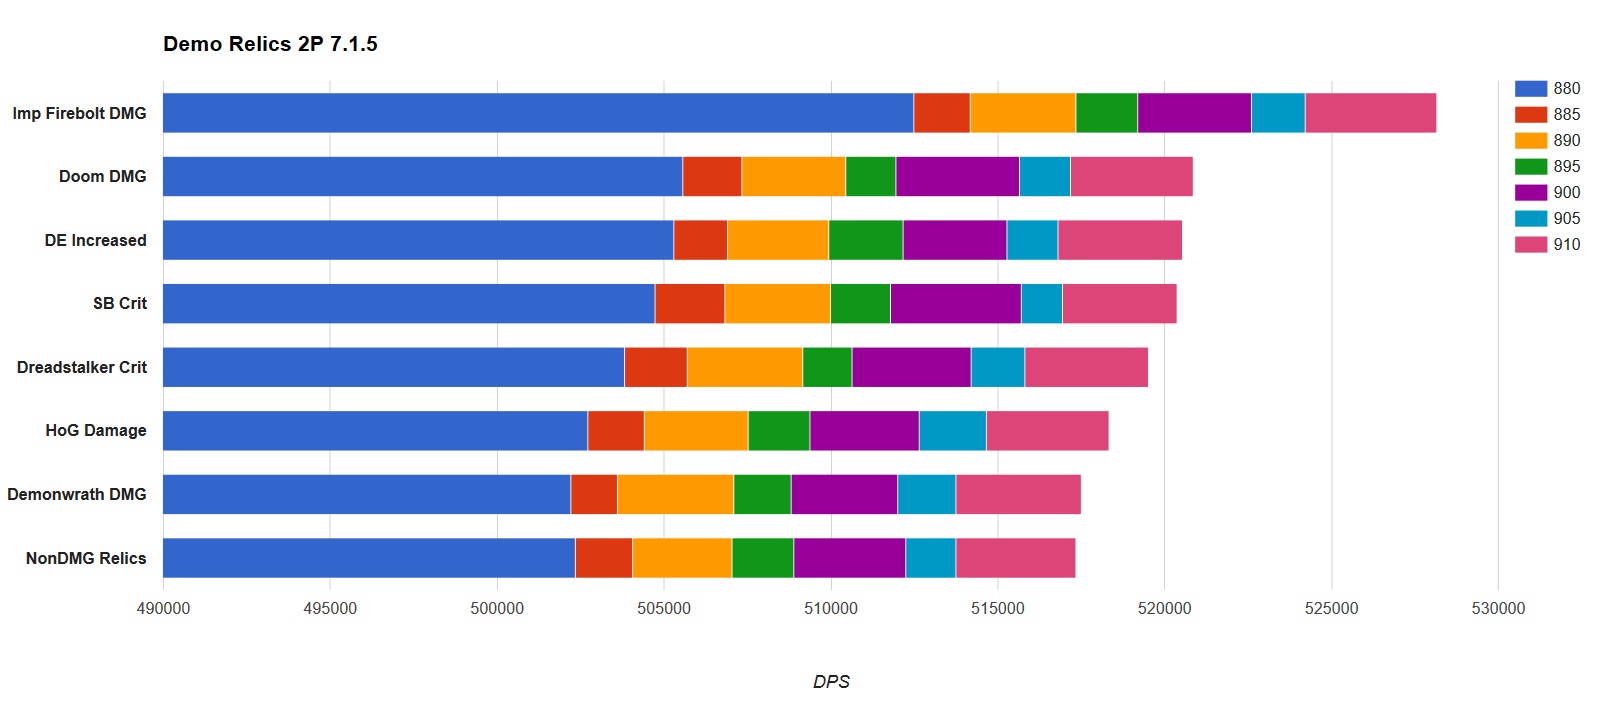 Demo Relics 2P 7.1.5
Imp Firebolt DMG
Doom DMG
DE Increased
SB Crit
Dreadstalker Crit
HoG Damage
Demonwrath DMG
NonDMG Relics
490000 495000 500000 505000 510000 515000 520000 525000 530000
DPS
880
885
890
895
900
905
910